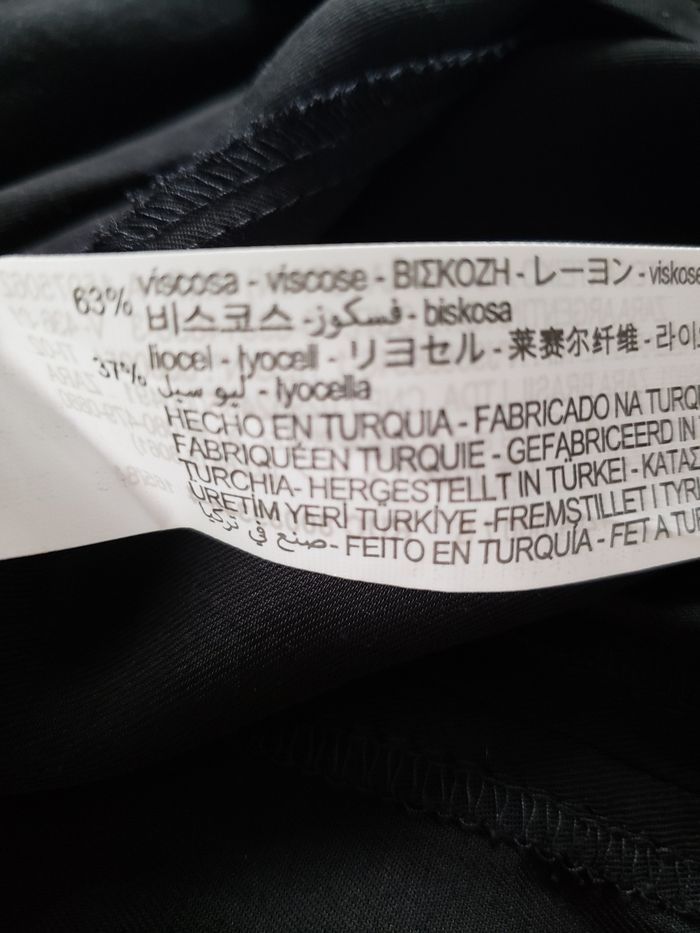 63% viscosa - viscose - ΒΙΣΚΟΖΗ - レーヨン - viskose
비스코스 - فسكوز - biskosa
37% liocel - lyocell - リヨセル - 莱赛尔纤维 - 라이
ليوسيل - lyocella
HECHO EN TURQUIA - FABRICADO NA TURQ
FABRIQUÉ EN TURQUIE - GEFABRICEERD IN
TURCHIA - HERGESTELLT IN TÜRKEI - ΚΑΤΑΣ
ÜRETİM YERİ TÜRKİYE - FREMSTILLET I TYR
صنع في تركيا - FEITO EN TURQUÍA - FET A TU